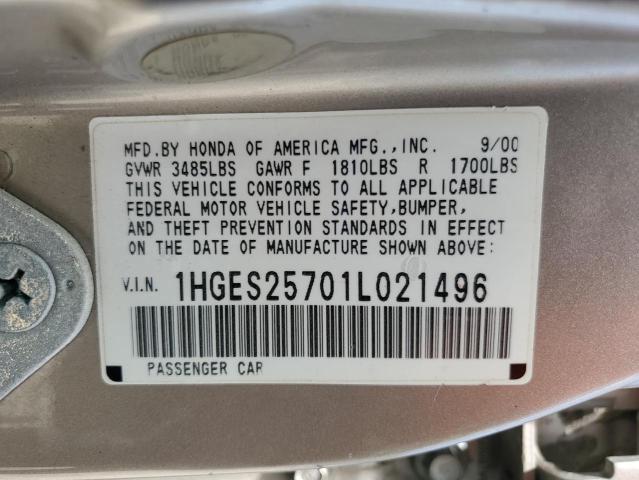 HONDA
MFD.BY HONDA OF AMERICA MFG.,INC. 9/00
GVWR 3485LBS GAWR F 1810LBS R 1700LBS
THIS VEHICLE CONFORMS TO ALL APPLICABLE
FEDERAL MOTOR VEHICLE SAFETY,BUMPER,
AND THEFT PREVENTION STANDARDS IN EFFECT
ON THE DATE OF MANUFACTURE SHOWN ABOVE:
V.I.N. 1HGES25701L021496
PASSENGER CAR